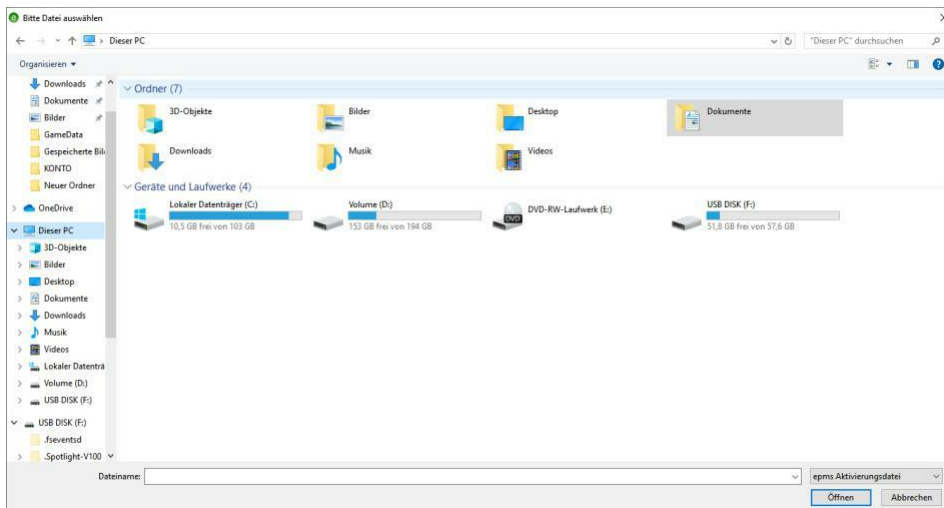 Bitte Datei auswählen
Dieser PC
"Dieser PC" durchsuchen
Organisieren
Downloads
Dokumente
Bilder
GameData
Gespeicherte Bil
KONTO
Neuer Ordner
OneDrive
Dieser PC
3D-Objekte
Bilder
Desktop
Dokumente
Downloads
Musik
Videos
Lokaler Datenträ
Volume (D:)
USB DISK (F:)
USB DISK (F:)
.fseventsd
.Spotlight-V100
Ordner (7)
3D-Objekte
Bilder
Desktop
Dokumente
Downloads
Musik
Videos
Geräte und Laufwerke (4)
Lokaler Datenträger (C:)
10,5 GB frei von 103 GB
Volume (D:)
153 GB frei von 194 GB
DVD
DVD-RW-Laufwerk (E:)
USB DISK (F:)
51,8 GB frei von 57,6 GB
Dateiname:
epms Aktivierungsdatei
Öffnen
Abbrechen